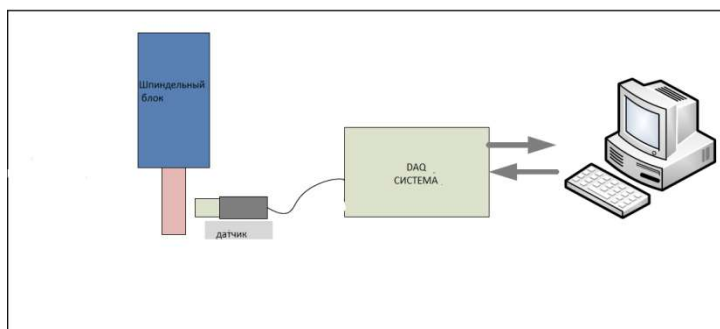 Шпиндельный
блок
DAQ
СИСТЕМА
датчик